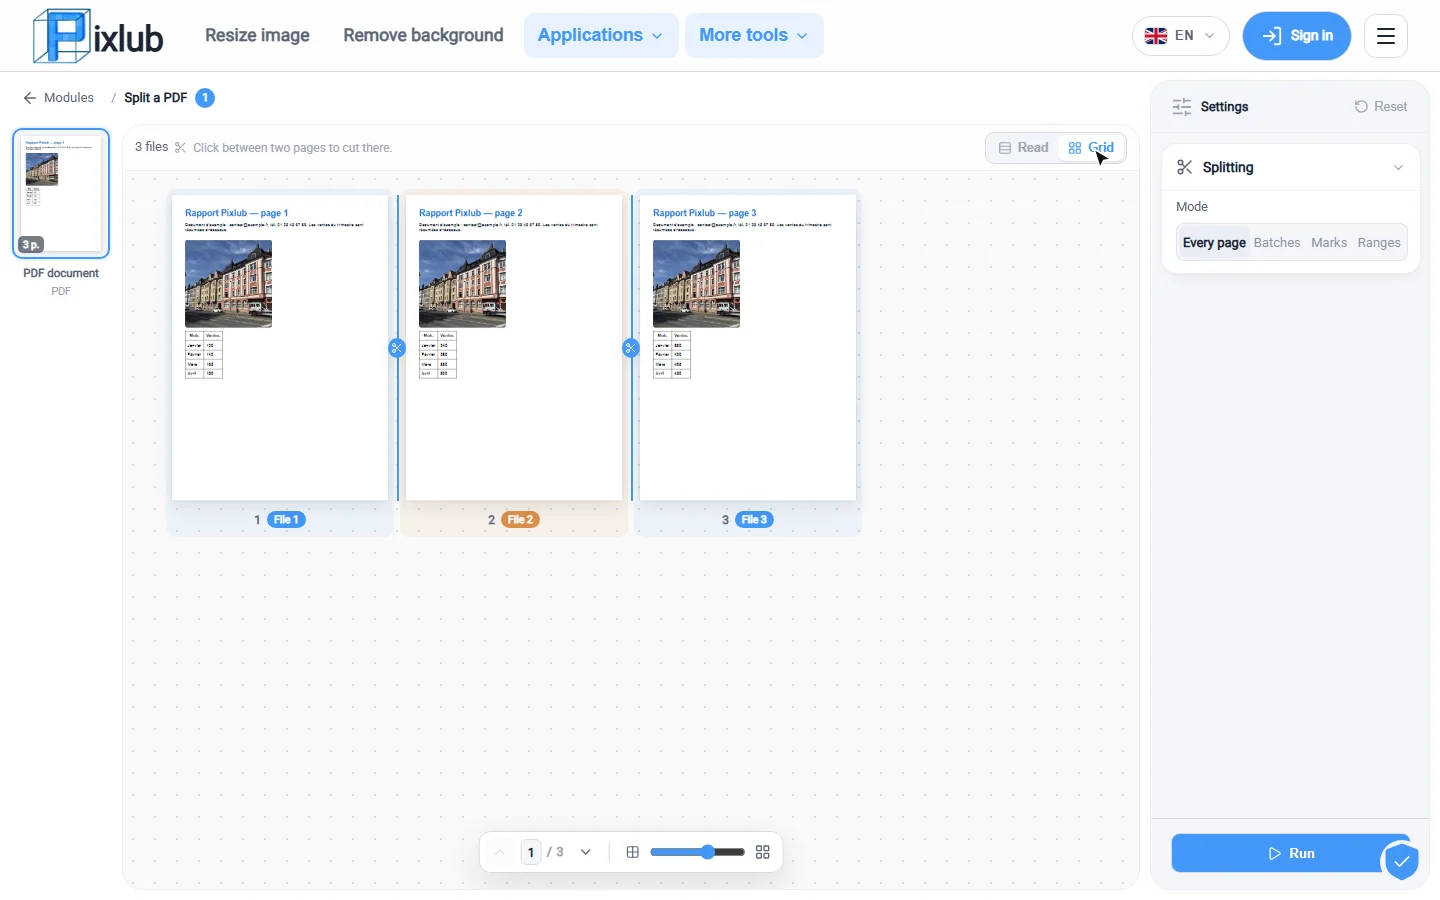 Pixlub
Resize image
Remove background
Applications
More tools
EN
Sign in
Modules / Split a PDF 1
3 files Click between two pages to cut there.
Read
Grid
Settings
Reset
Splitting
Mode
Every page Batches Marks Ranges
3 p.
PDF document
PDF
Rapport Pixlub — page 1
1 File 1
Rapport Pixlub — page 2
2 File 2
Rapport Pixlub — page 3
3 File 3
1 / 3
Run